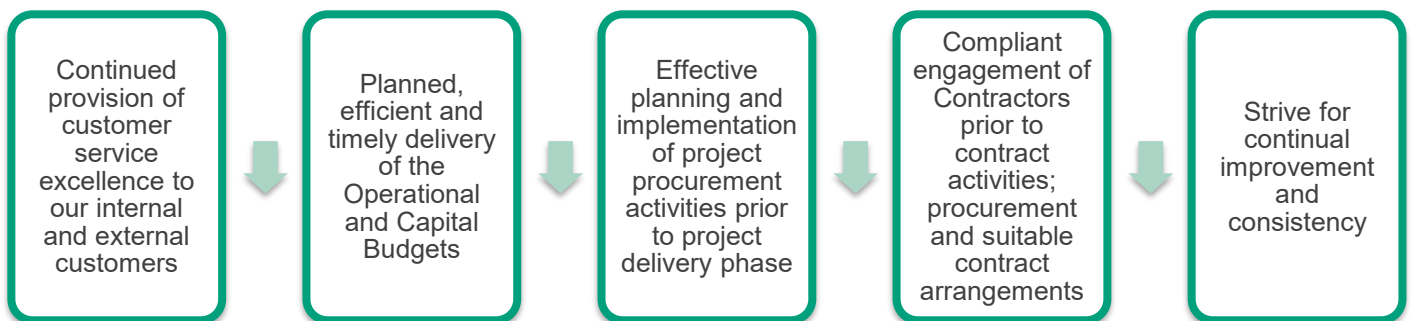 Continued
provision of
customer
service
excellence to
our internal
and external
customers
Planned,
efficient and
timely delivery
of the
Operational
and Capital
Budgets
Effective
planning and
implementation
of project
procurement
activities prior
to project
delivery phase
Compliant
engagement of
Contractors
prior to
contract
activities;
procurement
and suitable
contract
arrangements
Strive for
continual
improvement
and
consistency